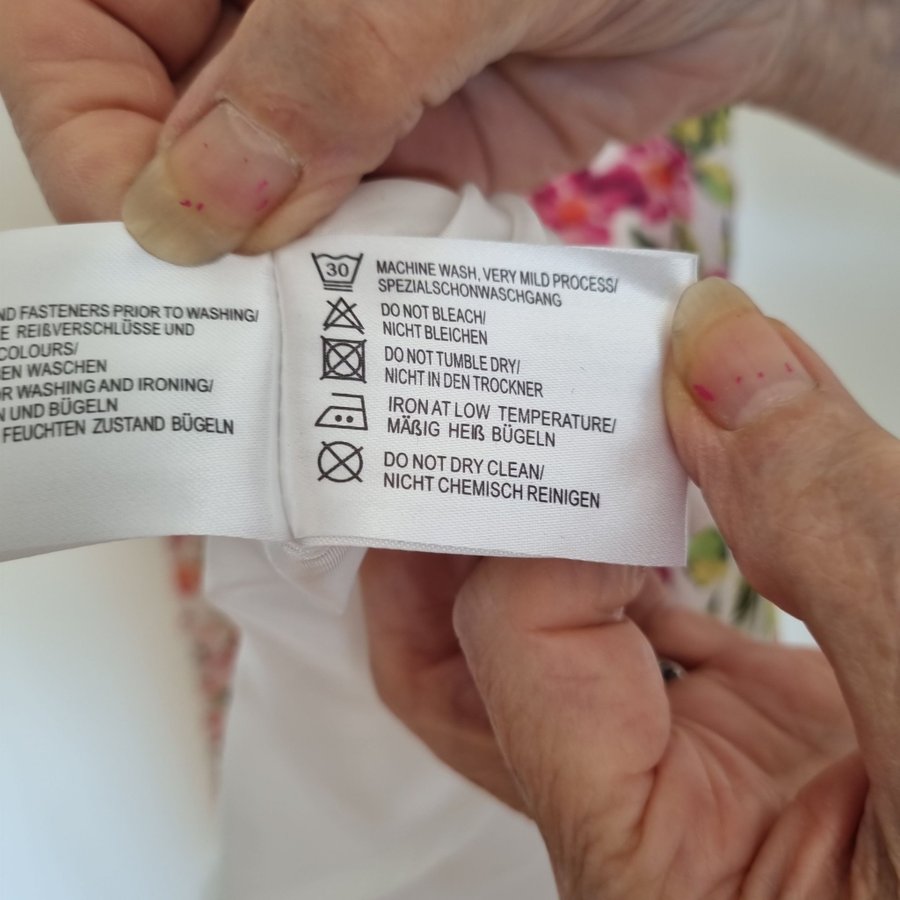 ND FASTENERS PRIOR TO WASHING/
E REIßVERSCHLÜSSE UND
COLOURS/
EN WASCHEN
R WASHING AND IRONING/
N UND BÜGELN
FEUCHTEN ZUSTAND BÜGELN
30
MACHINE WASH, VERY MILD PROCESS/
SPEZIALSCHONWASCHGANG
DO NOT BLEACH/
NICHT BLEICHEN
DO NOT TUMBLE DRY/
NICHT IN DEN TROCKNER
IRON AT LOW TEMPERATURE/
MÄßIG HEIß BÜGELN
DO NOT DRY CLEAN/
NICHT CHEMISCH REINIGEN